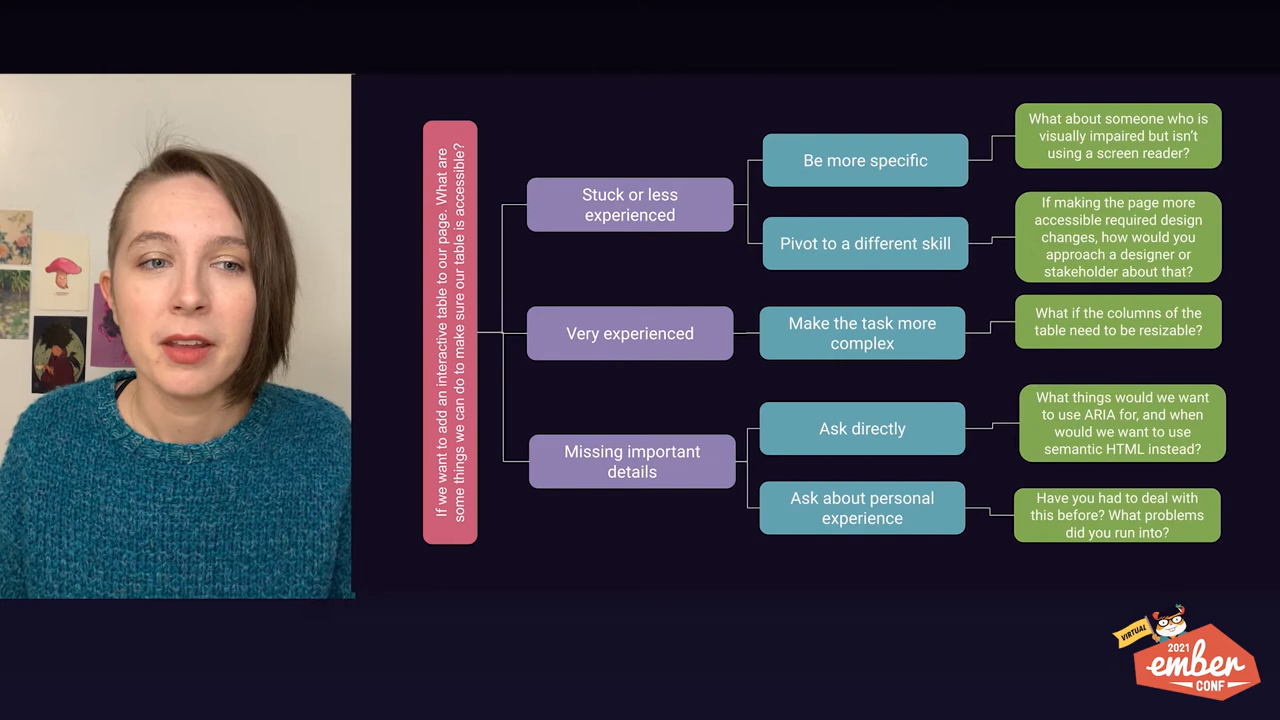 If we want to add an interactive table to our page. What are
some things we can do to make sure our table is accessible?
Stuck or less
experienced
Be more specific
What about someone who is
visually impaired but isn't
using a screen reader?
Pivot to a different skill
If making the page more
accessible required design
changes, how would you
approach a designer or
stakeholder about that?
Very experienced
Make the task more
complex
What if the columns of the
table need to be resizable?
Missing important
details
Ask directly
What things would we want
to use ARIA for, and when
would we want to use
semantic HTML instead?
Ask about personal
experience
Have you had to deal with
this before? What problems
did you run into?
VIRTUAL
2021
ember
CONF